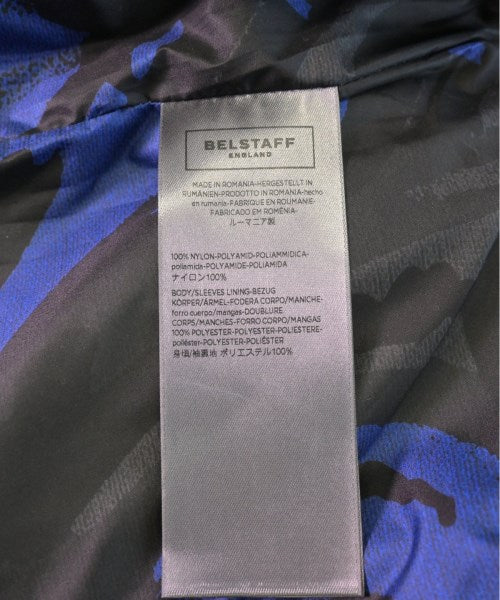 BELSTAFF
ENGLAND
MADE IN ROMANIA-HERGESTELLT IN
RUMÄNIEN-PRODOTTO IN ROMANIA-hecho
en rumania-FABRIQUE EN ROUMANIE-
FABRICADO EM ROMÉNIA-
ルーマニア製
100% NYLON-POLYAMID-POLIAMMIDICA-
poliamida-POLYAMIDE-POLIAMIDA
ナイロン100%
BODY/SLEEVES LINING-BEZUG
KÖRPER/ÄRMEL-FODERA CORPO/MANICHE-
forro cuerpo/mangas-DOUBLURE
CORPS/MANCHES-FORRO CORPO/MANGAS
100% POLYESTER-POLYESTER-POLIESTERE-
poliéster-POLYESTER-POLIÉSTER
身頃/袖裏地 ポリエステル100%